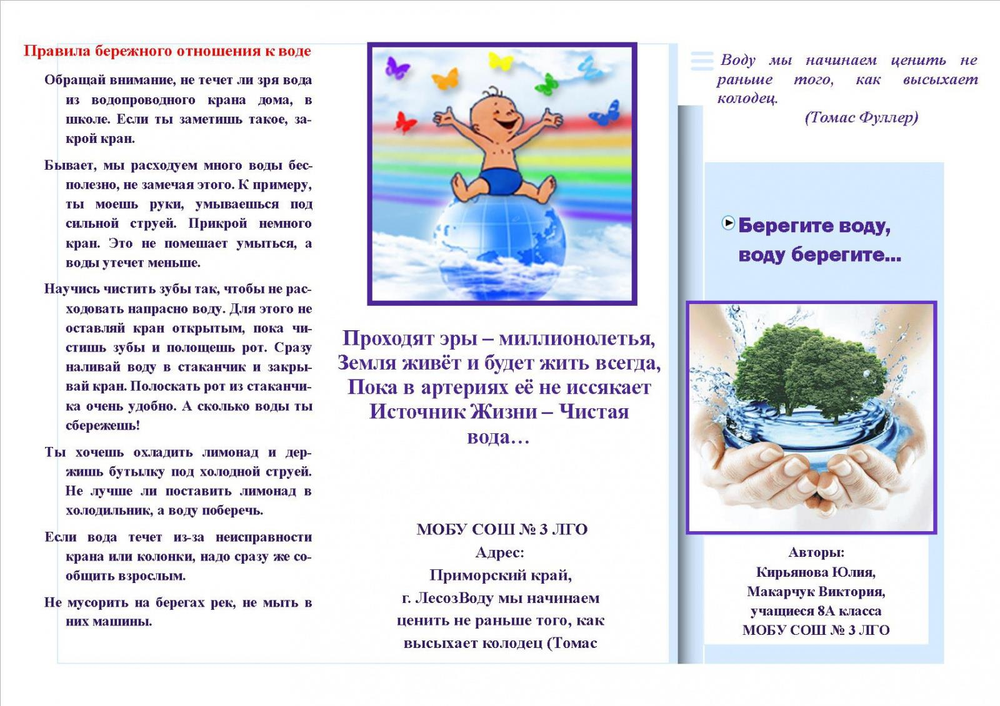 Правила бережного отношения к воде
Обращай внимание, не течет ли зря вода
из водопроводного крана дома, в
школе. Если ты заметишь такое, за-
крой кран.
Бывает, мы расходуем много воды бес-
полезно, не замечая этого. К примеру,
ты моешь руки, умываешься под
сильной струей. Прикрой немного
кран. Это не помешает умыться, а
воды утечет меньше.
Научись чистить зубы так, чтобы не рас-
ходовать напрасно воду. Для этого не
оставляй кран открытым, пока чи-
стишь зубы и полощешь рот. Сразу
наливай воду в стаканчик и закры-
вай кран. Полоскать рот из стаканчи-
ка очень удобно. А сколько воды ты
сбережешь!
Ты хочешь охладить лимонад и дер-
жишь бутылку под холодной струей.
Не лучше ли поставить лимонад в
холодильник, а воду поберечь.
Если вода течет из-за неисправности
крана или колонки, надо сразу же со-
общить взрослым.
Не мусорить на берегах рек, не мыть в
них машины.
Проходят эры – миллионолетья,
Земля живёт и будет жить всегда,
Пока в артериях её не иссякает
Источник Жизни – Чистая
вода…
МОБУ СОШ № 3 ЛГО
Адрес:
Приморский край,
г. ЛесозВоду мы начинаем
ценить не раньше того, как
высыхает колодец (Томас
Воду мы начинаем ценить не
раньше того, как высыхает
колодец.
(Томас Фуллер)
Берегите воду,
воду берегите...
Авторы:
Кирьянова Юлия,
Макарчук Виктория,
учащиеся 8А класса
МОБУ СОШ № 3 ЛГО